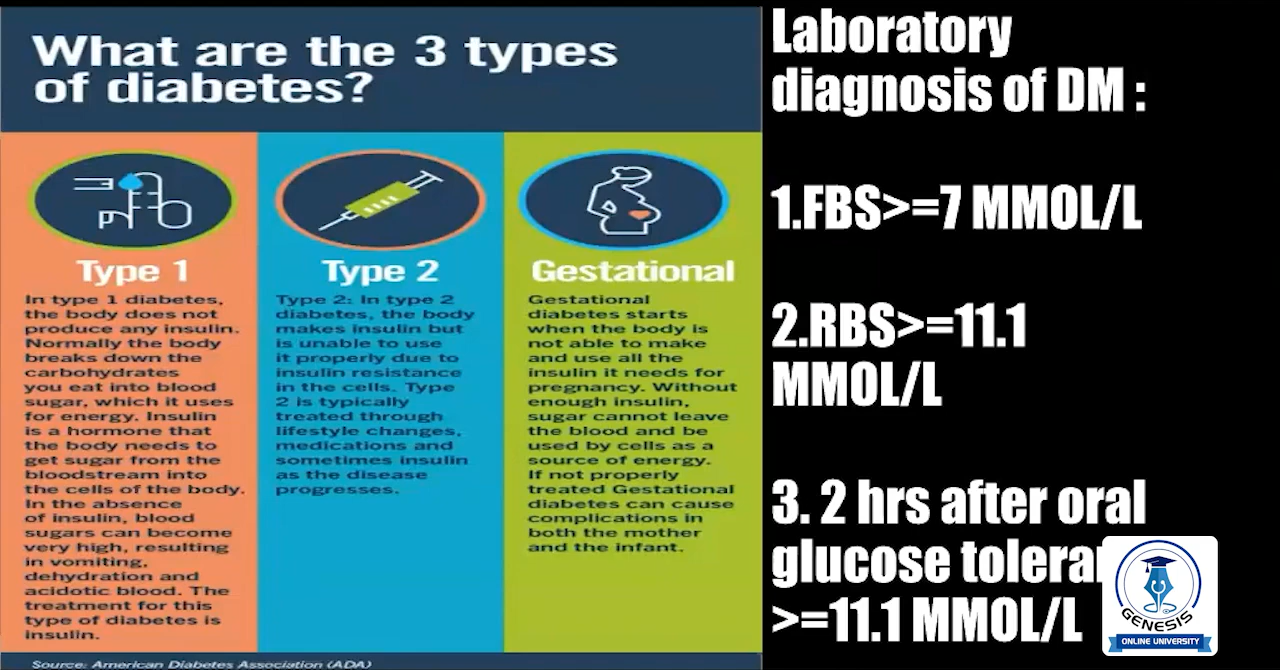 What are the 3 types
of diabetes?
Type 1
In type 1 diabetes,
the body does not
produce any insulin.
Normally the body
breaks down the
carbohydrates
you eat into blood
sugar, which it uses
for energy. Insulin
is a hormone that
the body needs to
get sugar from the
bloodstream into
the cells of the body.
In the absence
of insulin, blood
sugars can become
very high, resulting
in vomiting,
dehydration and
acidotic blood. The
treatment for this
type of diabetes is
insulin.
Type 2
Type 2: In type 2
diabetes, the body
makes insulin but
is unable to use
it properly due to
insulin resistance
in the cells. Type
2 is typically
treated through
lifestyle changes,
medications and
sometimes insulin
as the disease
progresses.
Gestational
Gestational
diabetes starts
when the body is
not able to make
and use all the
insulin it needs for
pregnancy. Without
enough insulin,
sugar cannot leave
the blood and be
used by cells as a
source of energy.
If not properly
treated Gestational
diabetes can cause
complications in
both the mother
and the infant.
Source: American Diabetes Association (ADA)
Laboratory
diagnosis of DM :
1.FBS>=7 MMOL/L
2.RBS>=11.1
MMOL/L
3. 2 hrs after oral
glucose
>=11.1 MMOL/L
GENESIS
ONLINE UNIVERSITY